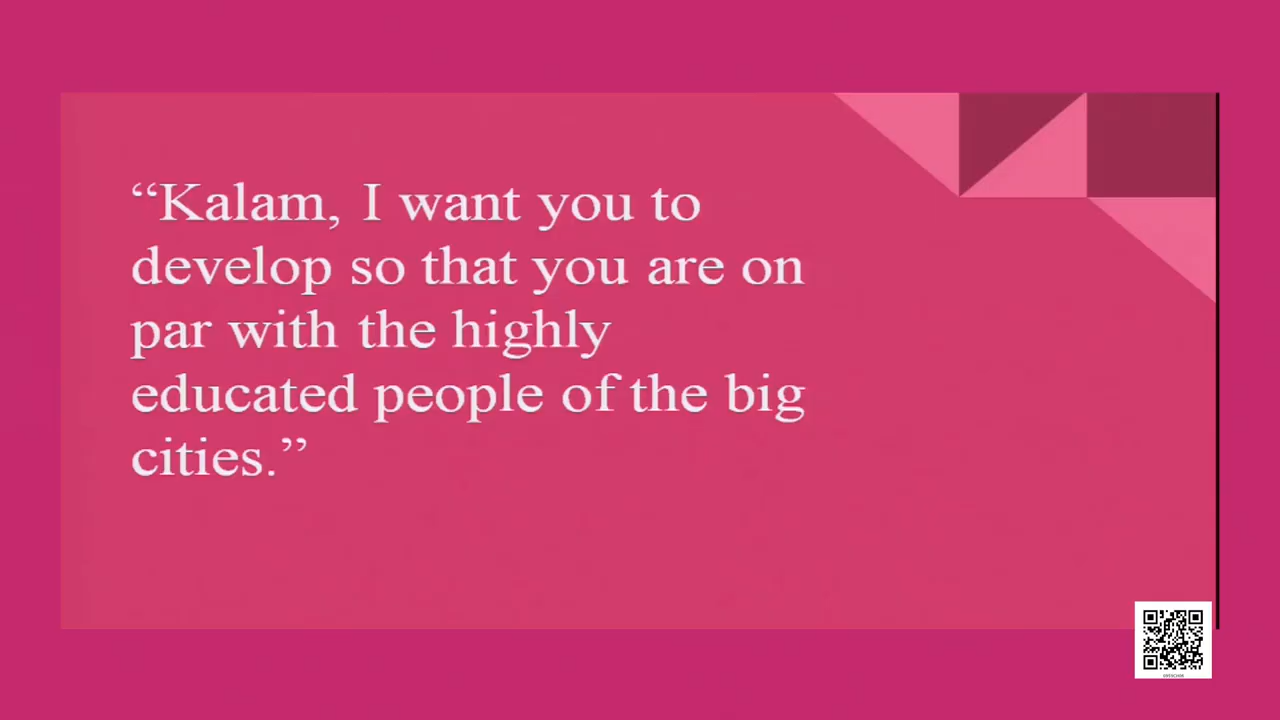 “Kalam, I want you to
develop so that you are on
par with the highly
educated people of the big
cities.”